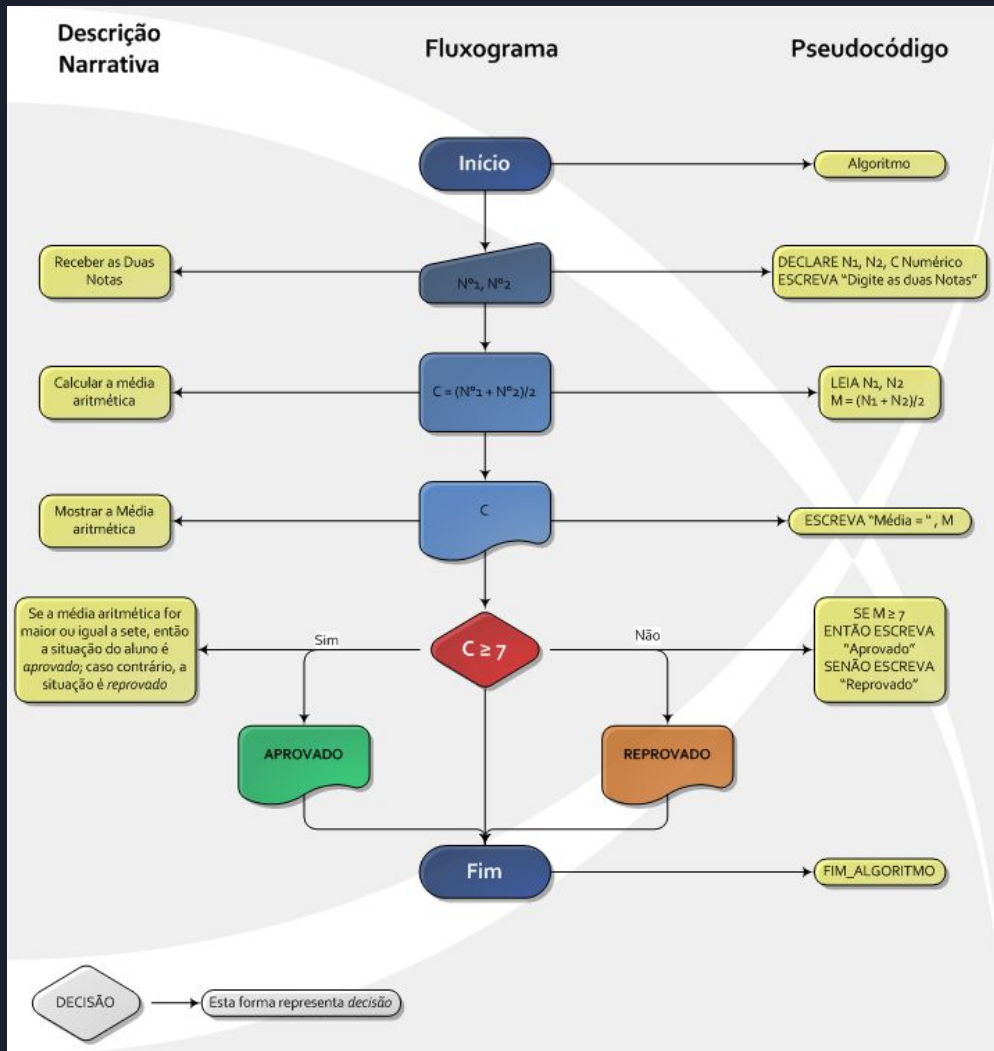 Descrição
Narrativa
Fluxograma
Pseudocódigo
Início
Algoritmo
Receber as Duas
Notas
Nº1, Nº2
DECLARE N1, N2, C Numérico
ESCREVA “Digite as duas Notas”
Calcular a média
aritmética
C = (Nº1 + Nº2)/2
LEIA N1, N2
M = (N1 + N2)/2
Mostrar a Média
aritmética
C
ESCREVA “Média = “ , M
Se a média aritmética for
maior ou igual a sete, então
a situação do aluno é
aprovado; caso contrário, a
situação é reprovado
Sim
C ≥ 7
Não
SE M ≥ 7
ENTÃO ESCREVA
"Aprovado”
SENÃO ESCREVA
“Reprovado”
APROVADO
REPROVADO
Fim
FIM_ALGORITMO
DECISÃO
Esta forma representa decisão